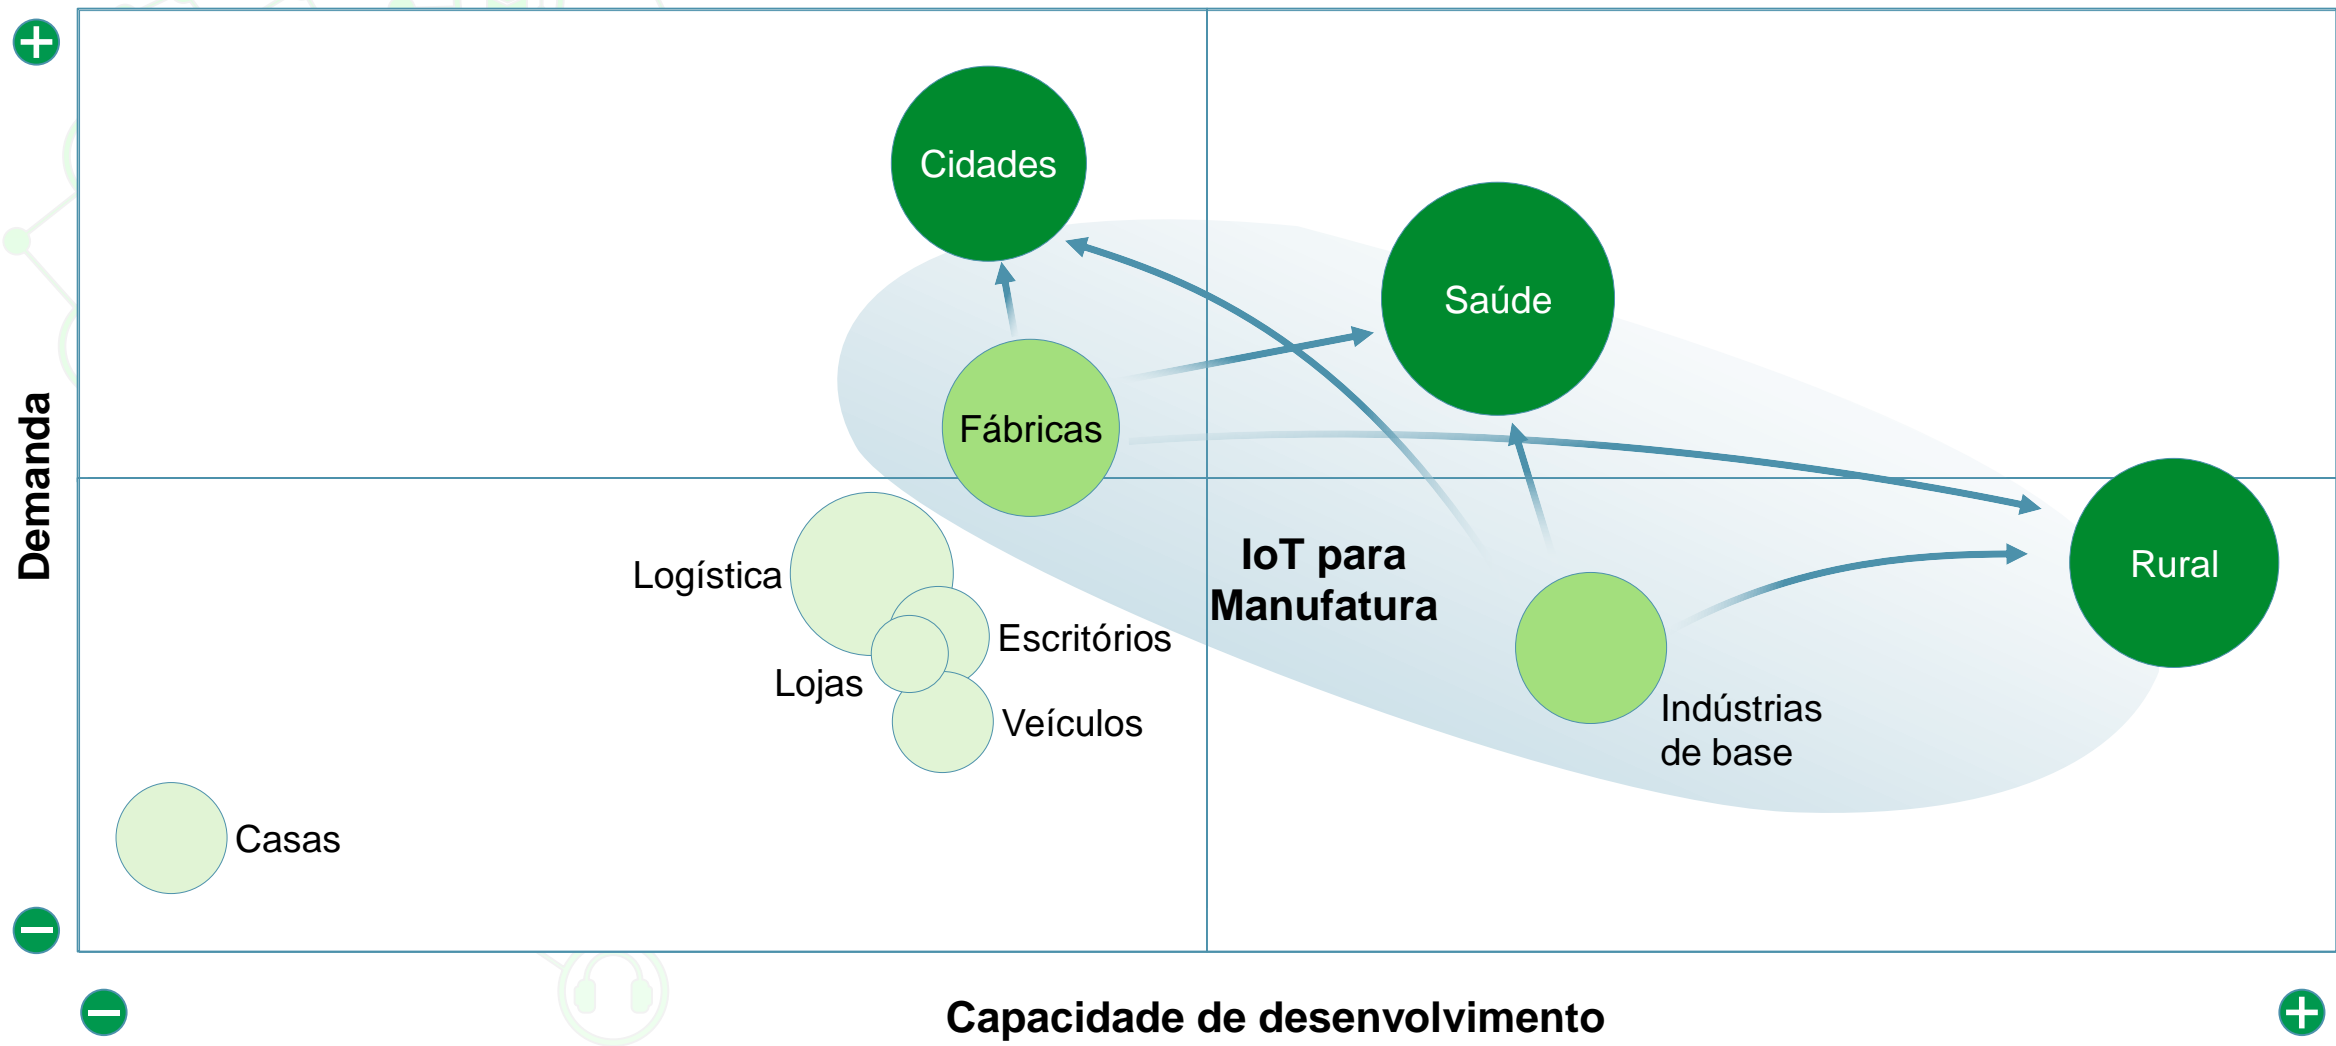 Cidades
Saúde
Fábricas
Demanda
IoT para
Manufatura
Rural
Logística
Escritórios
Lojas
Veículos
Indústrias
de base
Casas
Capacidade de desenvolvimento